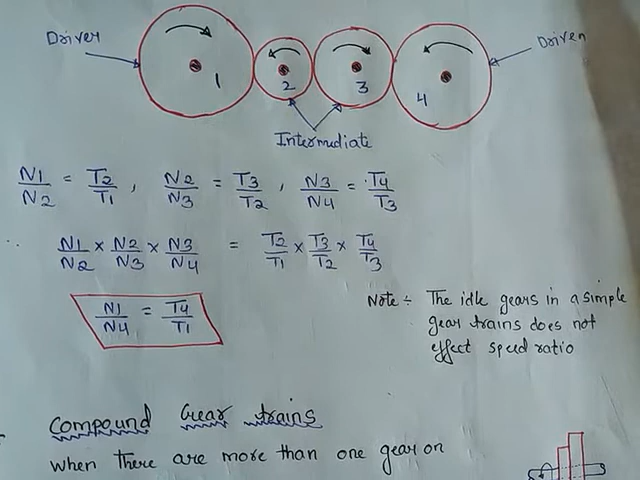 Driver
Driven
1
2
3
4
Intermediate
N1/N2 = T2/T1 , N2/N3 = T3/T2 , N3/N4 = T4/T3
∴ N1/N2 × N2/N3 × N3/N4 = T2/T1 × T3/T2 × T4/T3
N1/N4 = T4/T1
Note ÷ The idle gears in a simple
gear trains does not
effect speed ratio
Compound Gear trains
when there are more than one gear on